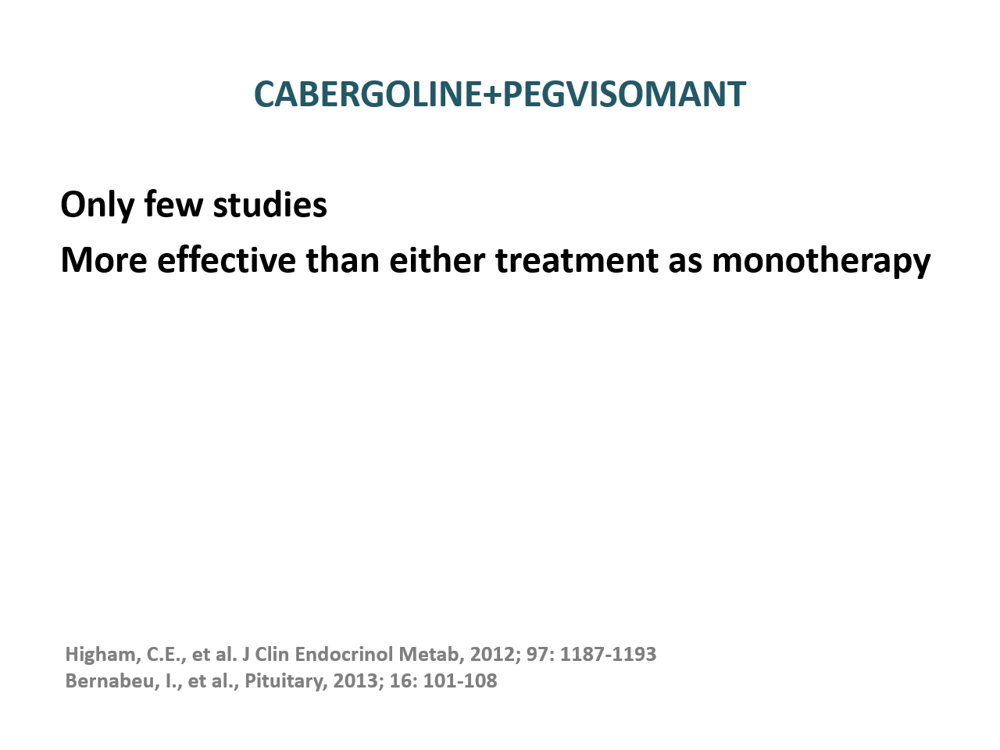 CABERGOLINE+PEGVISOMANT
Only few studies
More effective than either treatment as monotherapy
Higham, C.E., et al. J Clin Endocrinol Metab, 2012; 97: 1187-1193
Bernabeu, I., et al., Pituitary, 2013; 16: 101-108